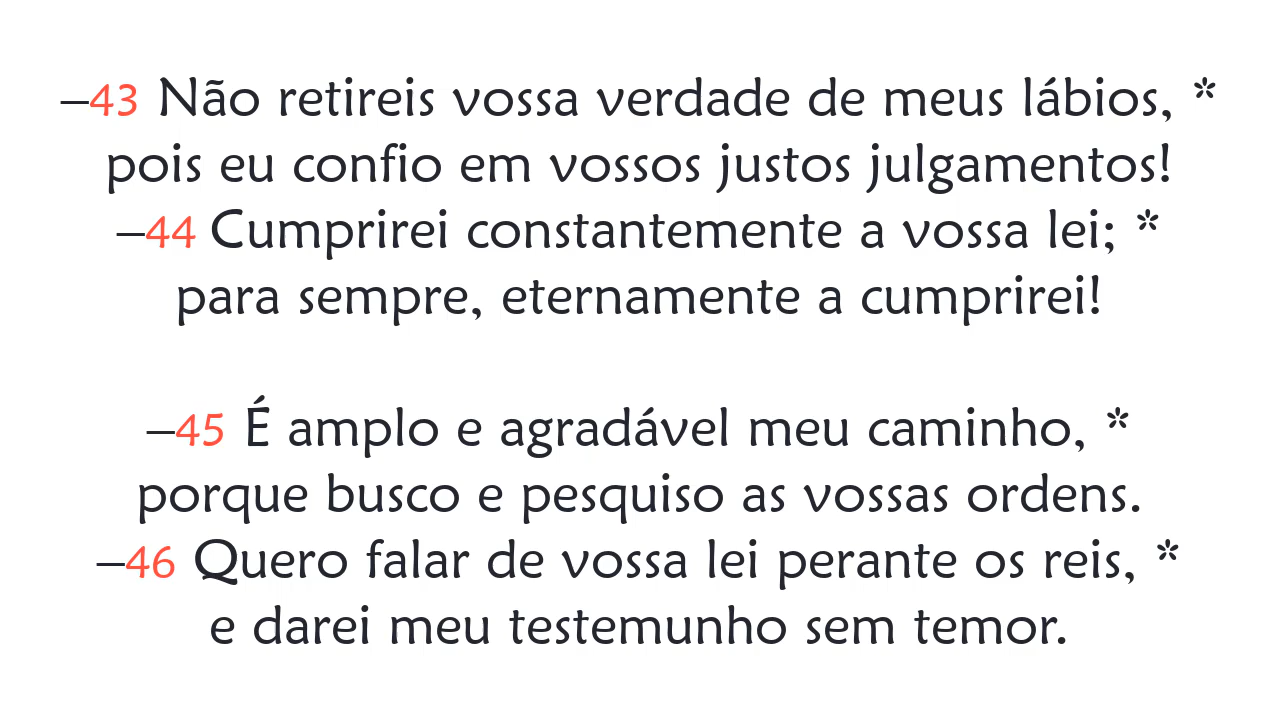 –43 Não retireis vossa verdade de meus lábios, *
pois eu confio em vossos justos julgamentos!
–44 Cumprirei constantemente a vossa lei; *
para sempre, eternamente a cumprirei!
–45 É amplo e agradável meu caminho, *
porque busco e pesquiso as vossas ordens.
–46 Quero falar de vossa lei perante os reis, *
e darei meu testemunho sem temor.